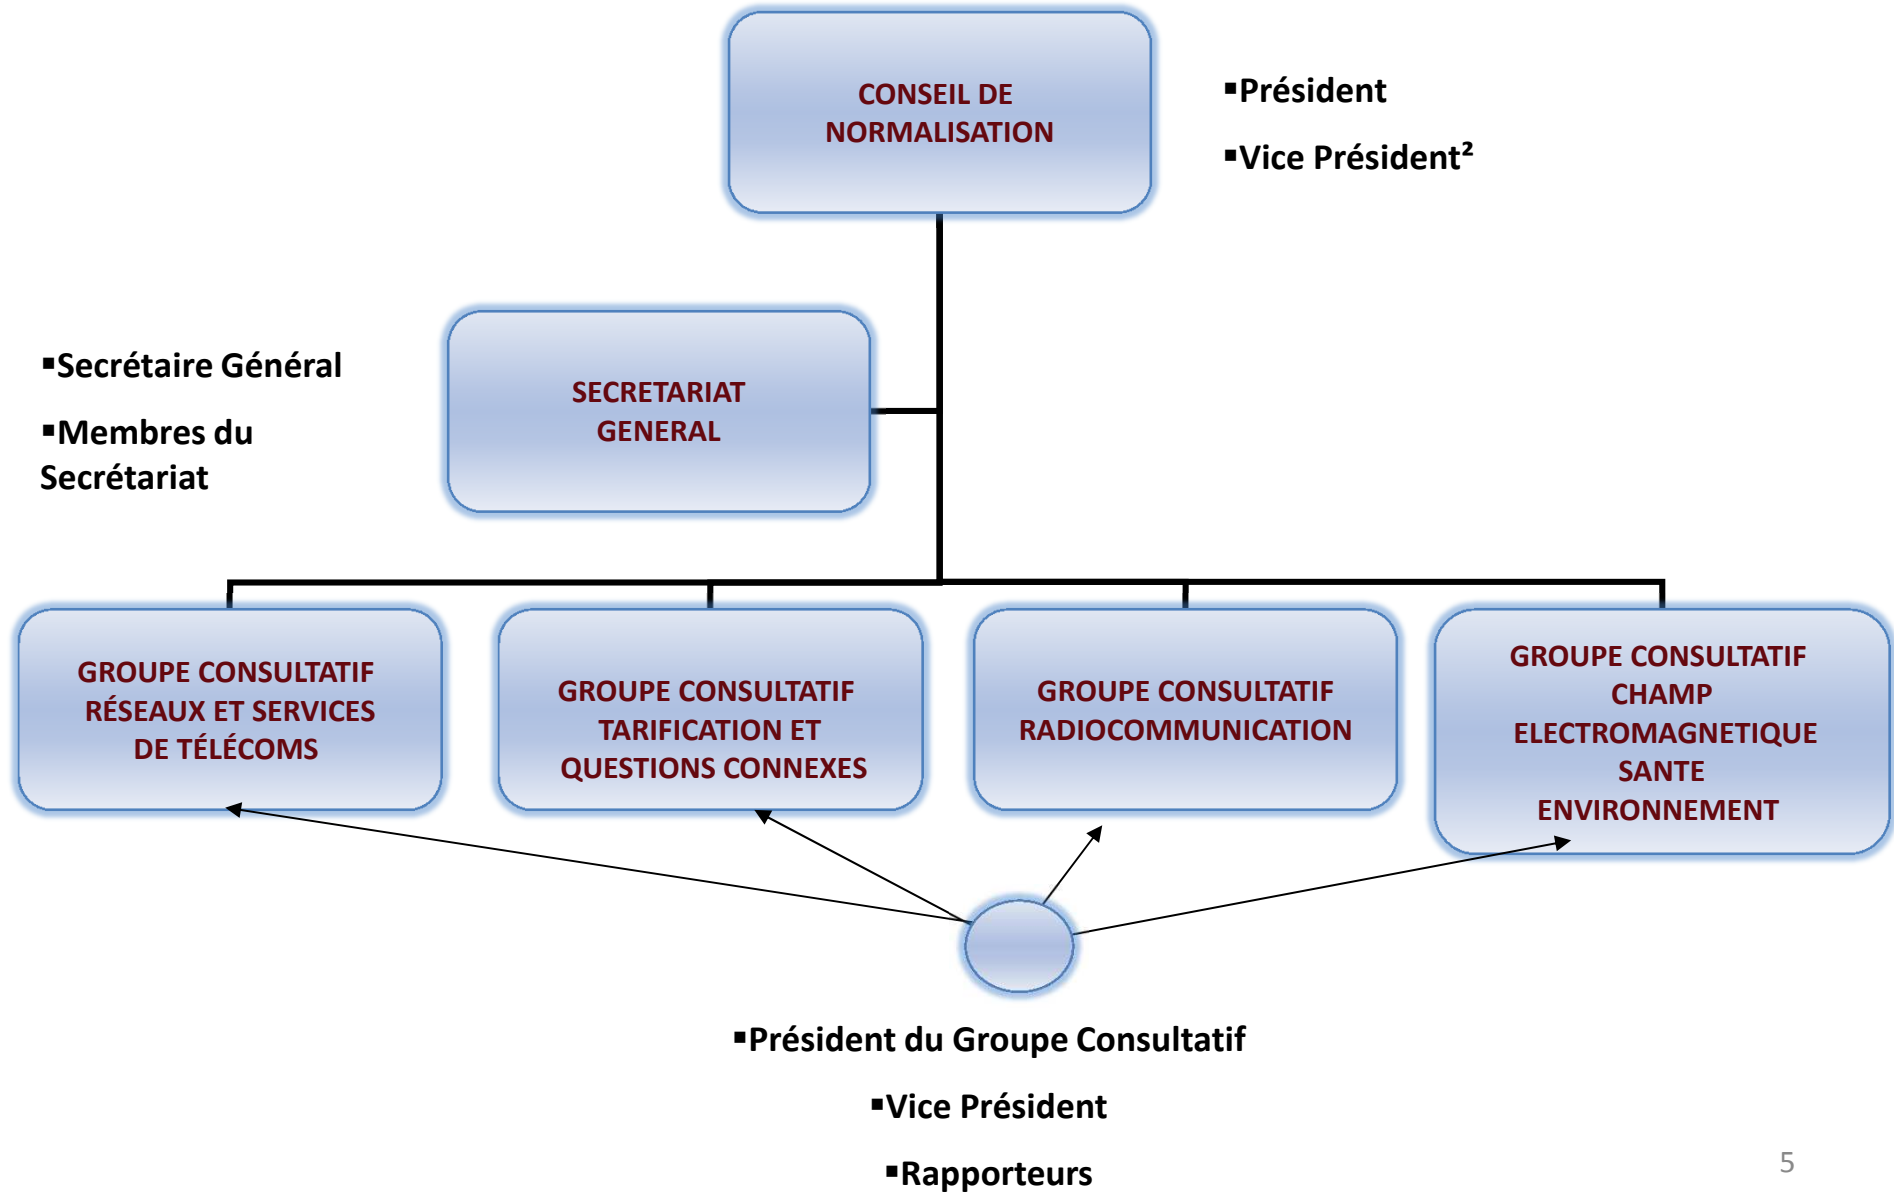 CONSEIL DE
NORMALISATION
▪Président
▪Vice Président²
▪Secrétaire Général
▪Membres du
Secrétariat
SECRETARIAT
GENERAL
GROUPE CONSULTATIF
RÉSEAUX ET SERVICES
DE TÉLÉCOMS
GROUPE CONSULTATIF
TARIFICATION ET
QUESTIONS CONNEXES
GROUPE CONSULTATIF
RADIOCOMMUNICATION
GROUPE CONSULTATIF
CHAMP
ELECTROMAGNETIQUE
SANTE
ENVIRONNEMENT
▪Président du Groupe Consultatif
▪Vice Président
▪Rapporteurs
5